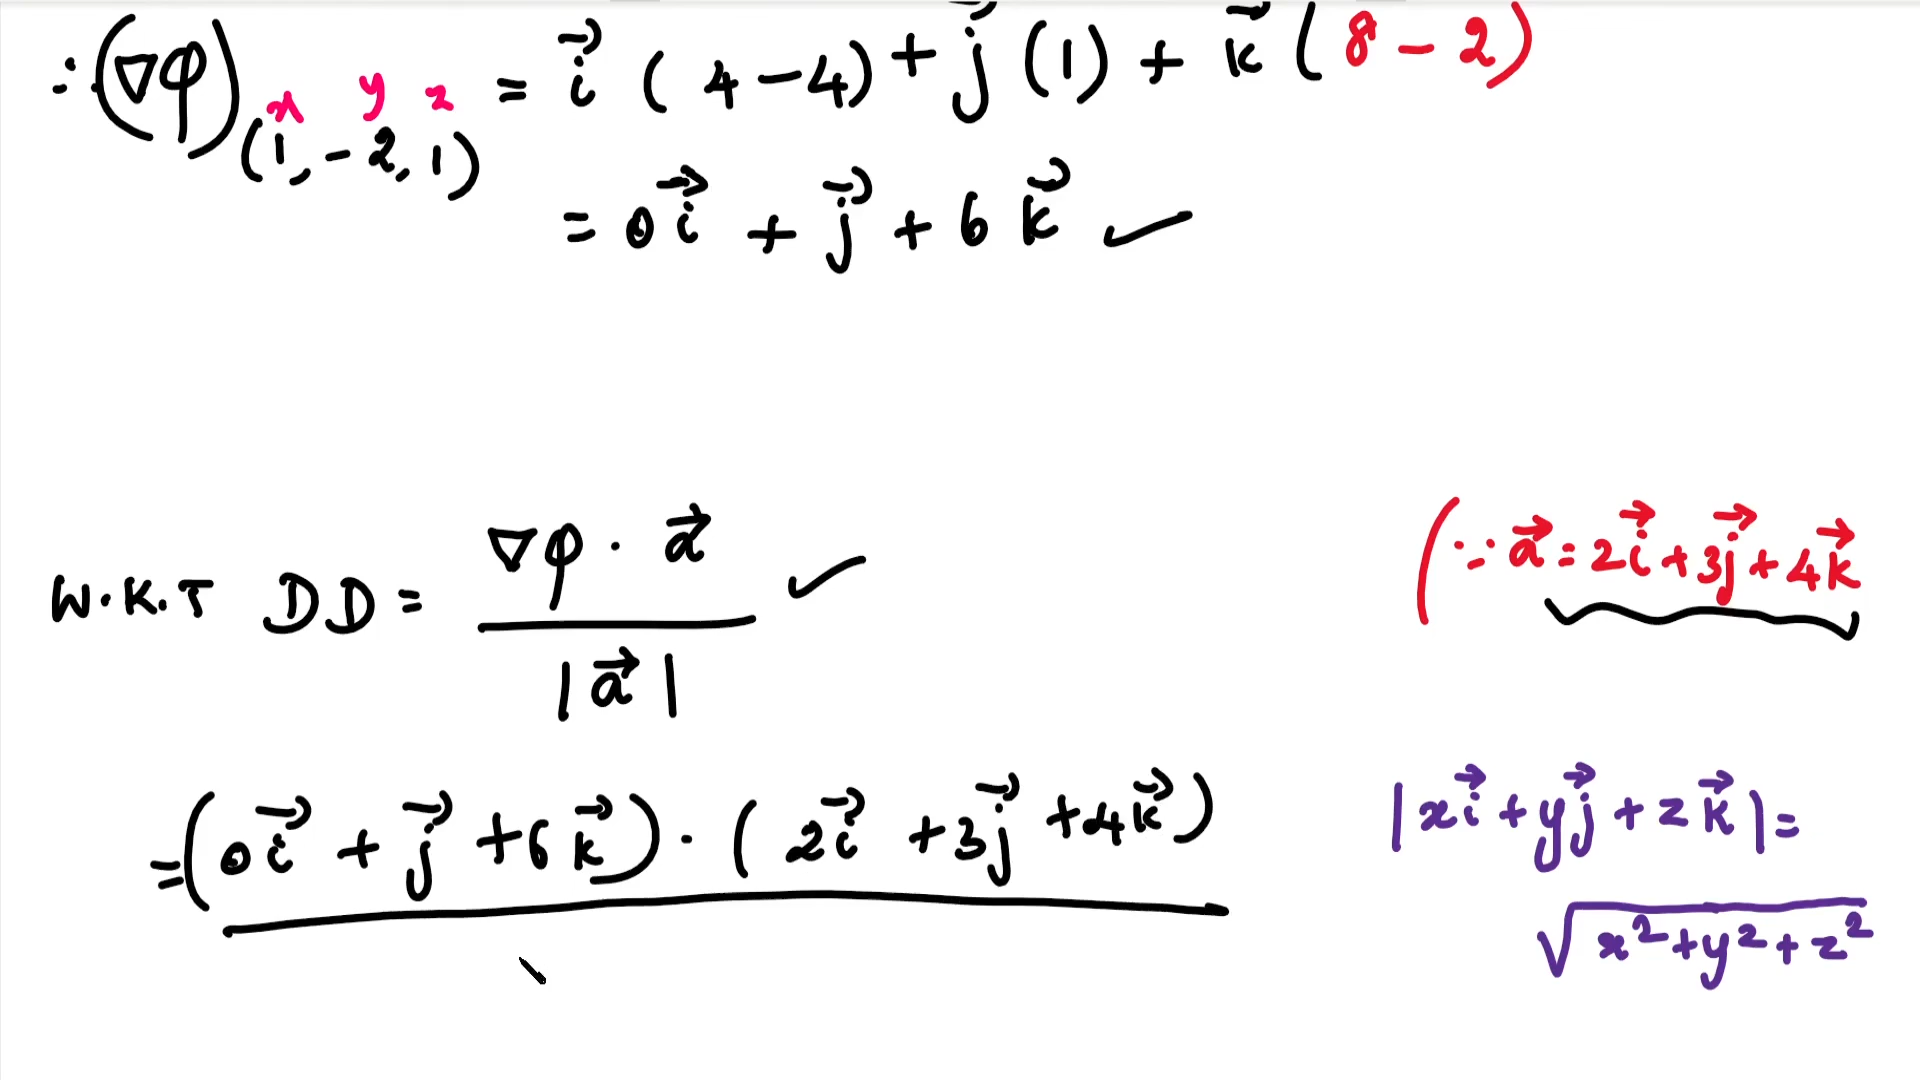 ∴ (∇φ)(1, -2, 1) x y z = i⃗ (4-4) + j⃗ (1) + k⃗ (8-2)
= 0i⃗ + j⃗ + 6k⃗ ✓
W.K.T DD = ∇φ · a⃗ / |a⃗| ✓
(∵ a⃗ = 2i⃗ + 3j⃗ + 4k⃗
= (0i⃗ + j⃗ + 6k⃗) · (2i⃗ + 3j⃗ + 4k⃗)
|xi⃗ + yj⃗ + zk⃗| =
√x²+y²+z²